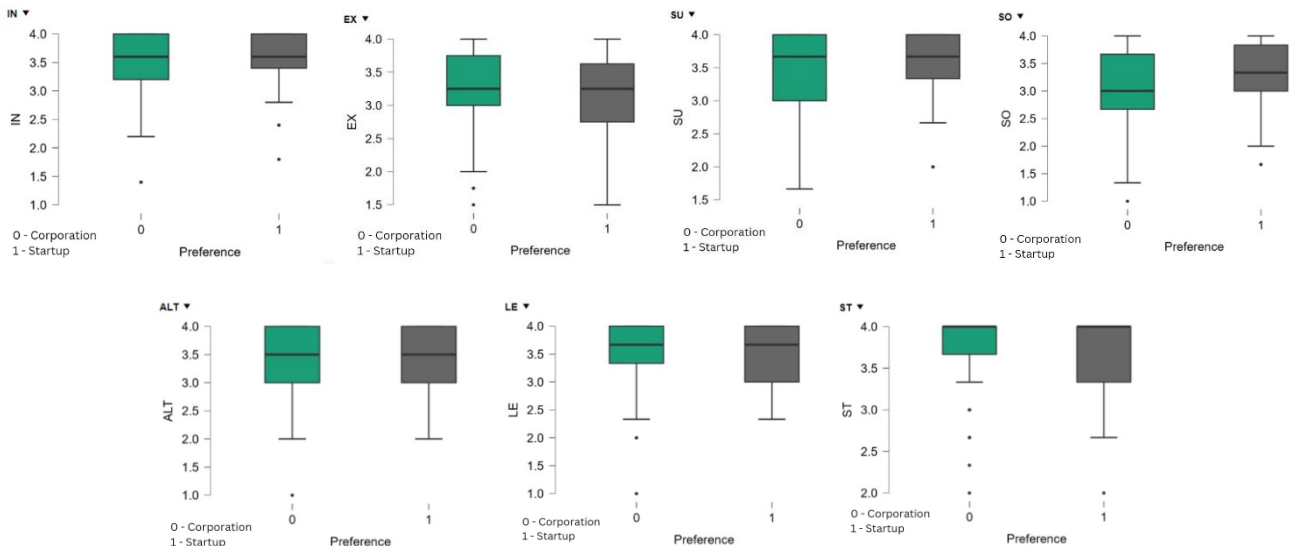 IN ▼
4.0
3.5
3.0
2.5
2.0
1.5
1.0
IN
0
1
Preference
0 - Corporation
1 - Startup
EX ▼
4.0
3.5
3.0
2.5
2.0
1.5
EX
0
1
Preference
0 - Corporation
1 - Startup
SU ▼
4.0
3.5
3.0
2.5
2.0
1.5
SU
0
1
Preference
0 - Corporation
1 - Startup
SO ▼
4.0
3.5
3.0
2.5
2.0
1.5
1.0
SO
0
1
Preference
0 - Corporation
1 - Startup
ALT ▼
4.0
3.5
3.0
2.5
2.0
1.5
1.0
ALT
0
1
Preference
0 - Corporation
1 - Startup
LE ▼
4.0
3.5
3.0
2.5
2.0
1.5
1.0
LE
0
1
Preference
0 - Corporation
1 - Startup
ST ▼
4.0
3.5
3.0
2.5
2.0
ST
0
1
Preference
0 - Corporation
1 - Startup